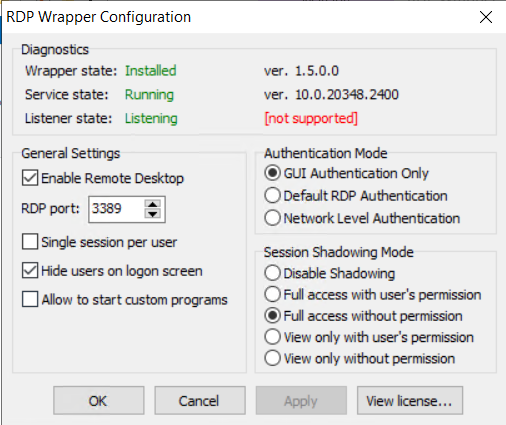 RDP Wrapper Configuration
Diagnostics
Wrapper state: Installed ver. 1.5.0.0
Service state: Running ver. 10.0.20348.2400
Listener state: Listening [not supported]
General Settings
Enable Remote Desktop
RDP port: 3389
Single session per user
Hide users on logon screen
Allow to start custom programs
Authentication Mode
GUI Authentication Only
Default RDP Authentication
Network Level Authentication
Session Shadowing Mode
Disable Shadowing
Full access with user's permission
Full access without permission
View only with user's permission
View only without permission
OK Cancel Apply View license...